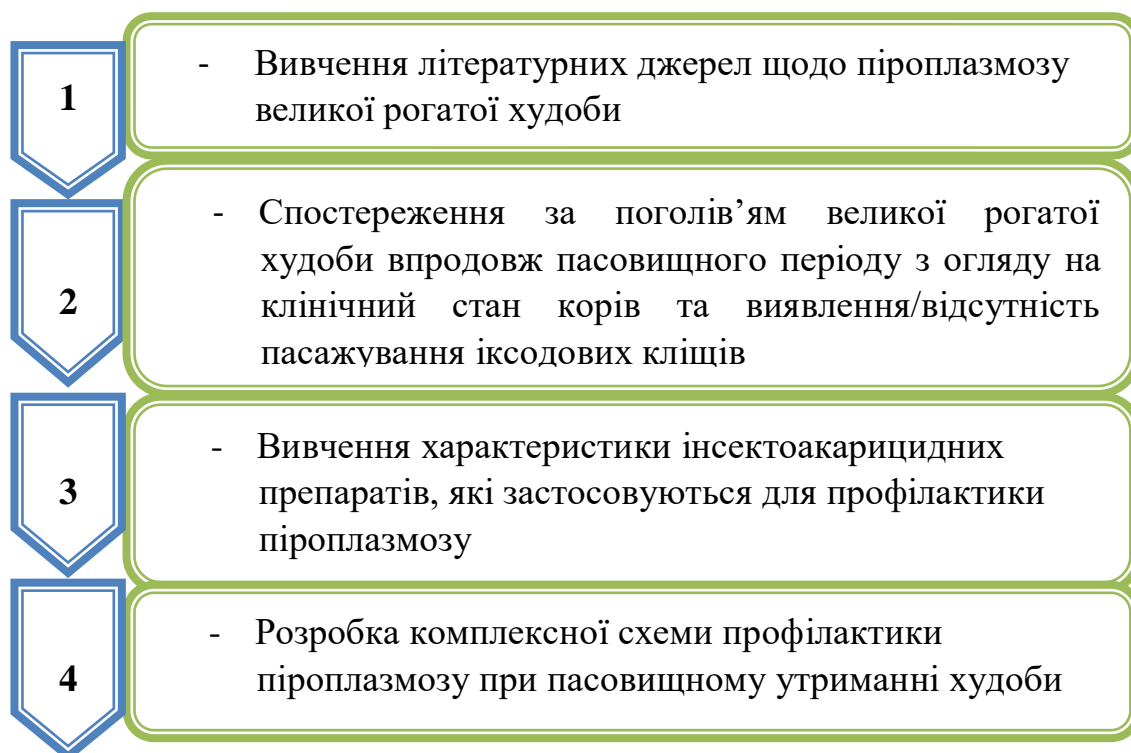 1
- Вивчення літературних джерел щодо піроплазмозу
великої рогатої худоби
2
- Спостереження за поголів’ям великої рогатої
худоби впродовж пасовищного періоду з огляду на
клінічний стан корів та виявлення/відсутність
пасажування іксодових кліщів
3
- Вивчення характеристики інсектоакарицидних
препаратів, які застосовуються для профілактики
піроплазмозу
4
- Розробка комплексної схеми профілактики
піроплазмозу при пасовищному утриманні худоби